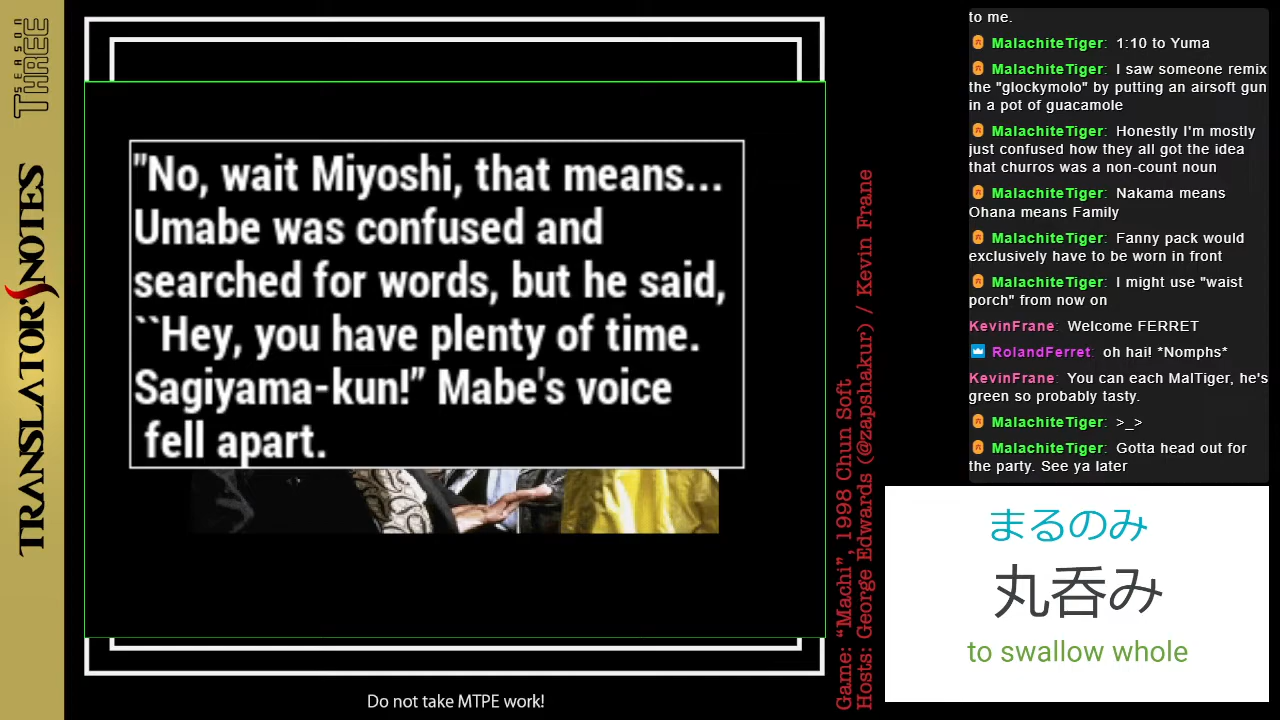 SEASON
THREE
TRANSLATOR'S NOTES
"No, wait Miyoshi, that means...
Unabe was confused and
searched for words, but he said,
``Hey, you have plenty of time.
Sugiyama-kun!” Mabe's voice
fell apart.
Do not take MTPE work!
Game: “Machi”, 1998 Chun Soft
Hosts: George Edwards (@zapshakur) / Kevin Frane
to me.
MalachiteTiger: 1:10 to Yuma
MalachiteTiger: I saw someone remix
the "glockymolo" by putting an airsoft gun
in a pot of guacamole
MalachiteTiger: Honestly I'm mostly
just confused how they all got the idea
that churros was a non-count noun
MalachiteTiger: Nakama means
Ohana means Family
MalachiteTiger: Fanny pack would
exclusively have to be worn in front
MalachiteTiger: I might use "waist
porch" from now on
KevinFrane: Welcome FERRET
RolandFerret: oh hai! *Nomphs*
KevinFrane: You can noch MalTiger, he's
green so probably tasty.
MalachiteTiger: >_>
MalachiteTiger: Gotta head out for
the party. See ya later
まるのみ
丸呑み
to swallow whole